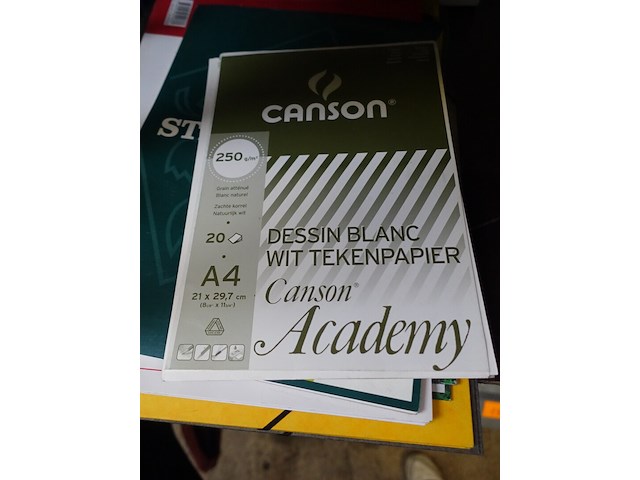 CANSON®
ST
250 g/m²
Grain atténué
Blanc naturel
Zachte korrel
Natuurlijk wit
20
A4
21 x 29,7 cm
DESSIN BLANC
WIT TEKENPAPIER
Canson®
Academy